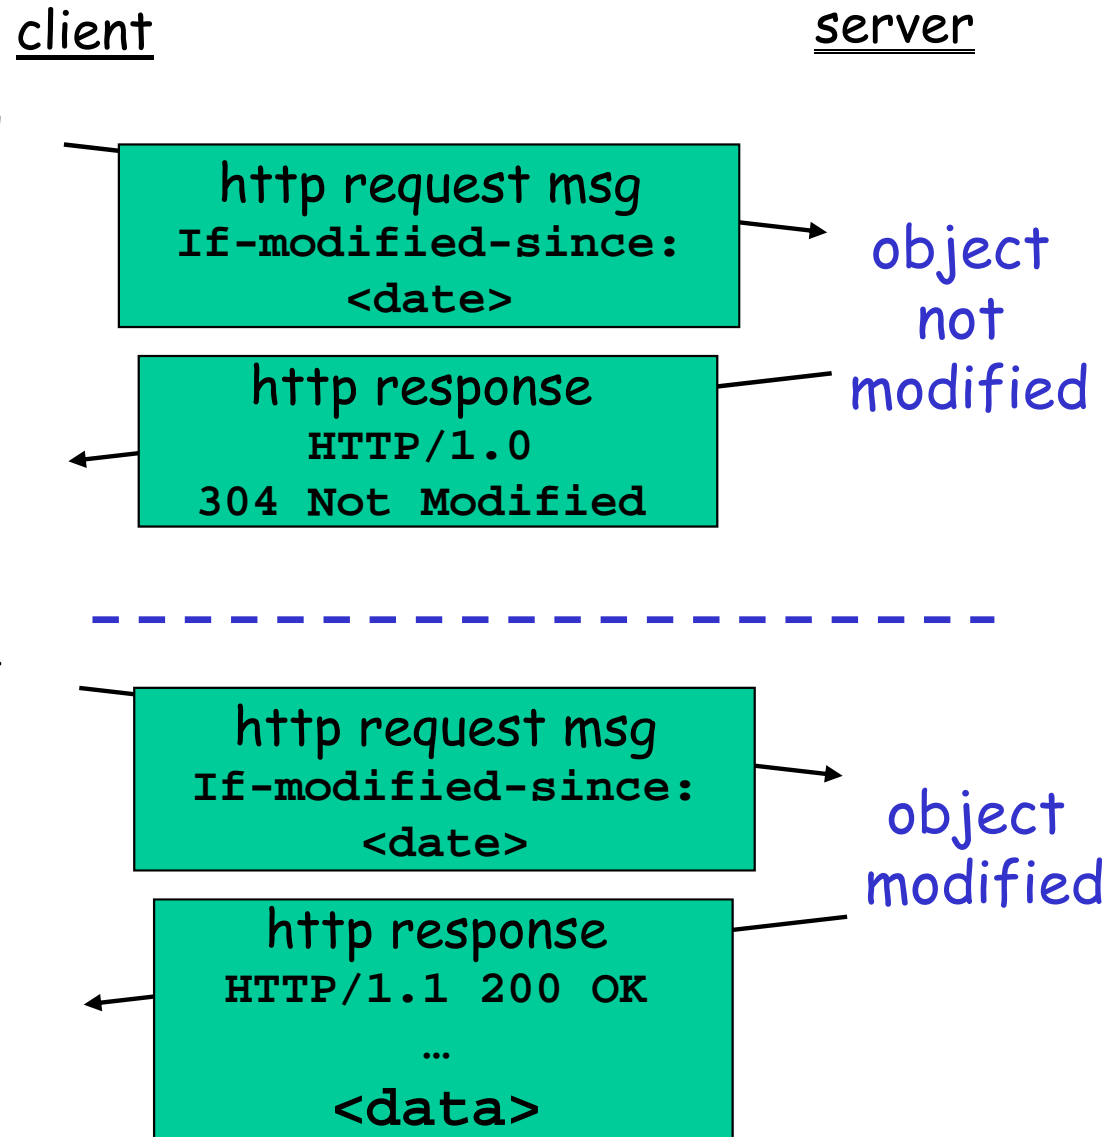 client
server
http request msg
If-modified-since:
<date>
object
not
modified
http response
HTTP/1.0
304 Not Modified
http request msg
If-modified-since:
<date>
object
modified
http response
HTTP/1.1 200 OK
…
<data>